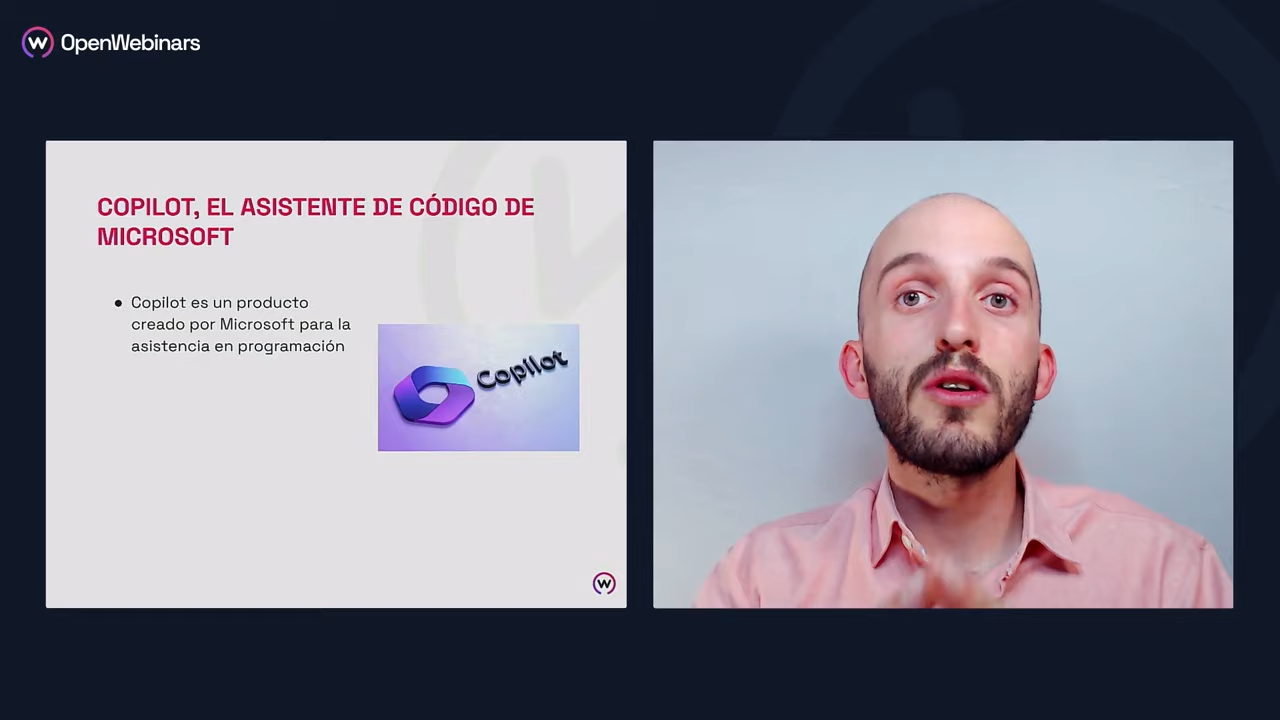 OpenWebinars
COPILOT, EL ASISTENTE DE CÓDIGO DE
MICROSOFT
Copilot es un producto
creado por Microsoft para la
asistencia en programación
Copilot